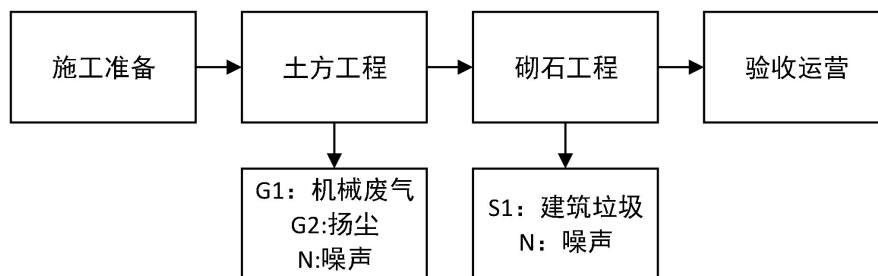 施工准备
土方工程
砌石工程
验收运营
G1：机械废气
G2:扬尘
N:噪声
S1：建筑垃圾
N：噪声